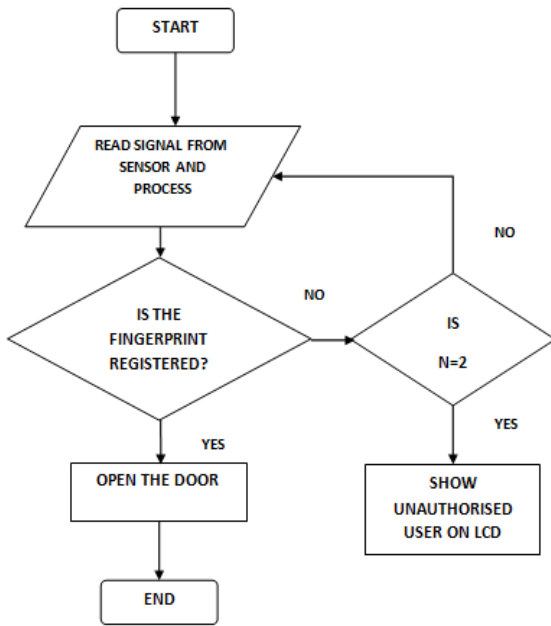 START
READ SIGNAL FROM
SENSOR AND
PROCESS
NO
IS THE
FINGERPRINT
REGISTERED?
NO
IS
N=2
YES
YES
OPEN THE DOOR
SHOW
UNAUTHORISED
USER ON LCD
END